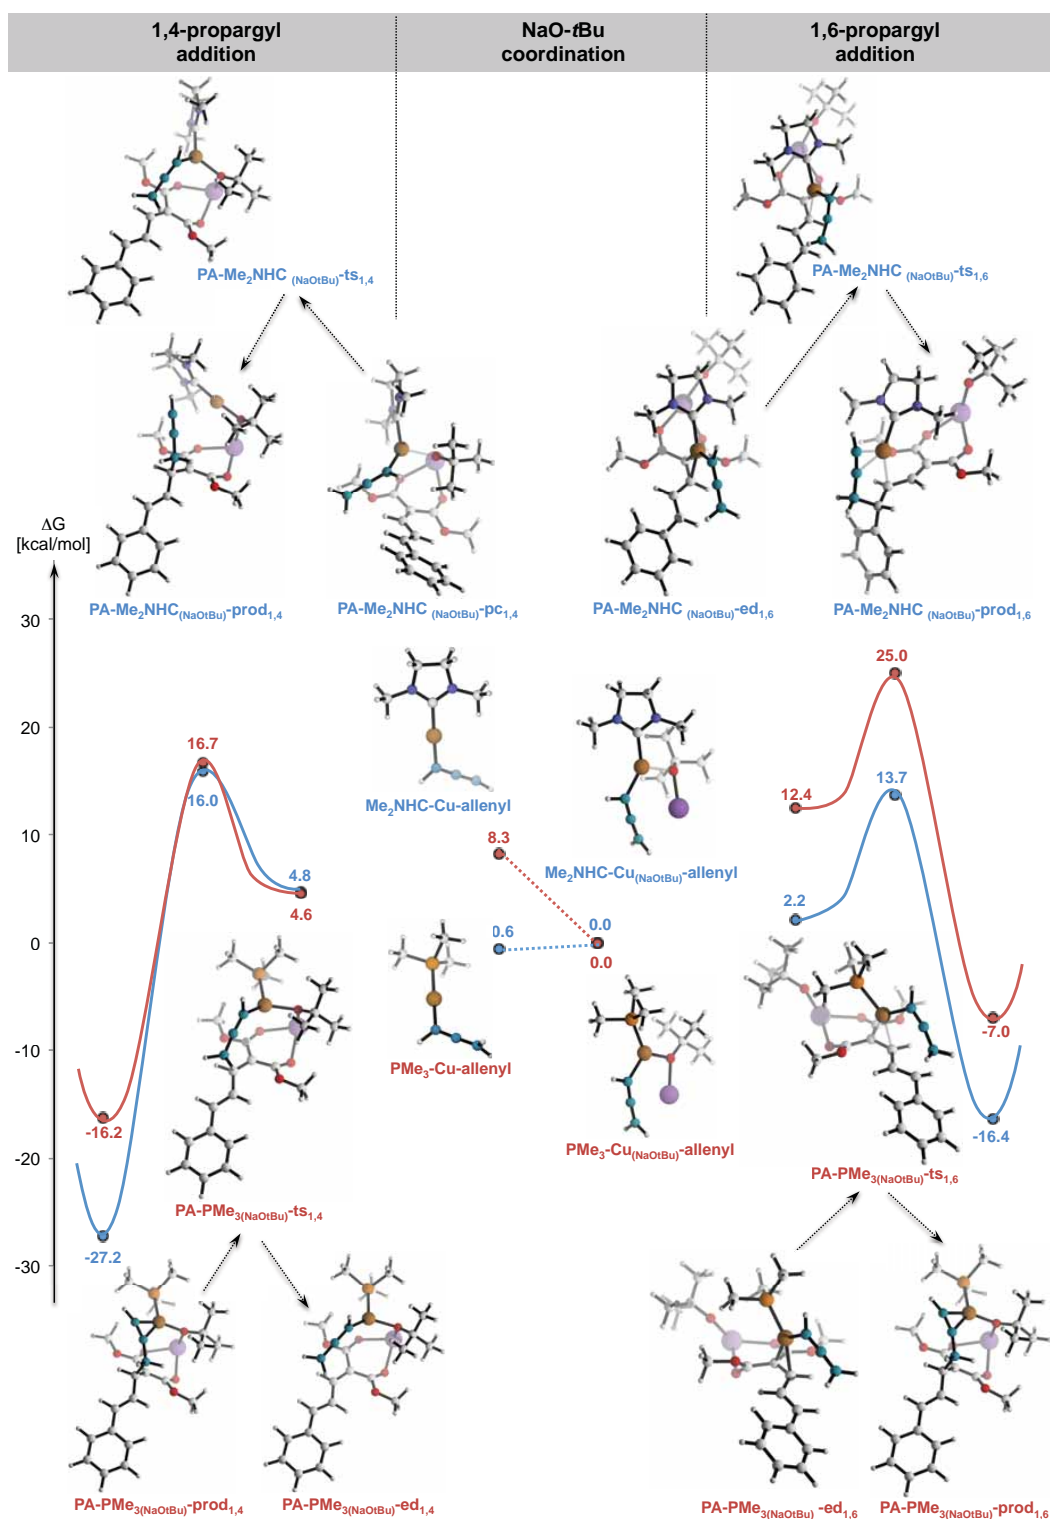 1,4-propargyl
addition
NaO-tBu
coordination
1,6-propargyl
addition
PA-Me2NHC (NaOtBu)-ts1,4
PA-Me2NHC (NaOtBu)-ts1,6
ΔG
[kcal/mol]
PA-Me2NHC(NaOtBu)-prod1,4
PA-Me2NHC (NaOtBu)-pc1,4
PA-Me2NHC (NaOtBu)-ed1,6
PA-Me2NHC (NaOtBu)-prod1,6
30
20
10
0
-10
-20
-30
16.7
16.0
4.8
4.6
-16.2
-27.2
Me2NHC-Cu-allenyl
8.3
Me2NHC-Cu(NaOtBu)-allenyl
0.6
0.0
0.0
PMe3-Cu-allenyl
PMe3-Cu(NaOtBu)-allenyl
25.0
12.4
13.7
2.2
-7.0
-16.4
PA-PMe3(NaOtBu)-ts1,4
PA-PMe3(NaOtBu)-ts1,6
PA-PMe3(NaOtBu)-prod1,4
PA-PMe3(NaOtBu)-ed1,4
PA-PMe3(NaOtBu) -ed1,6
PA-PMe3(NaOtBu)-prod1,6